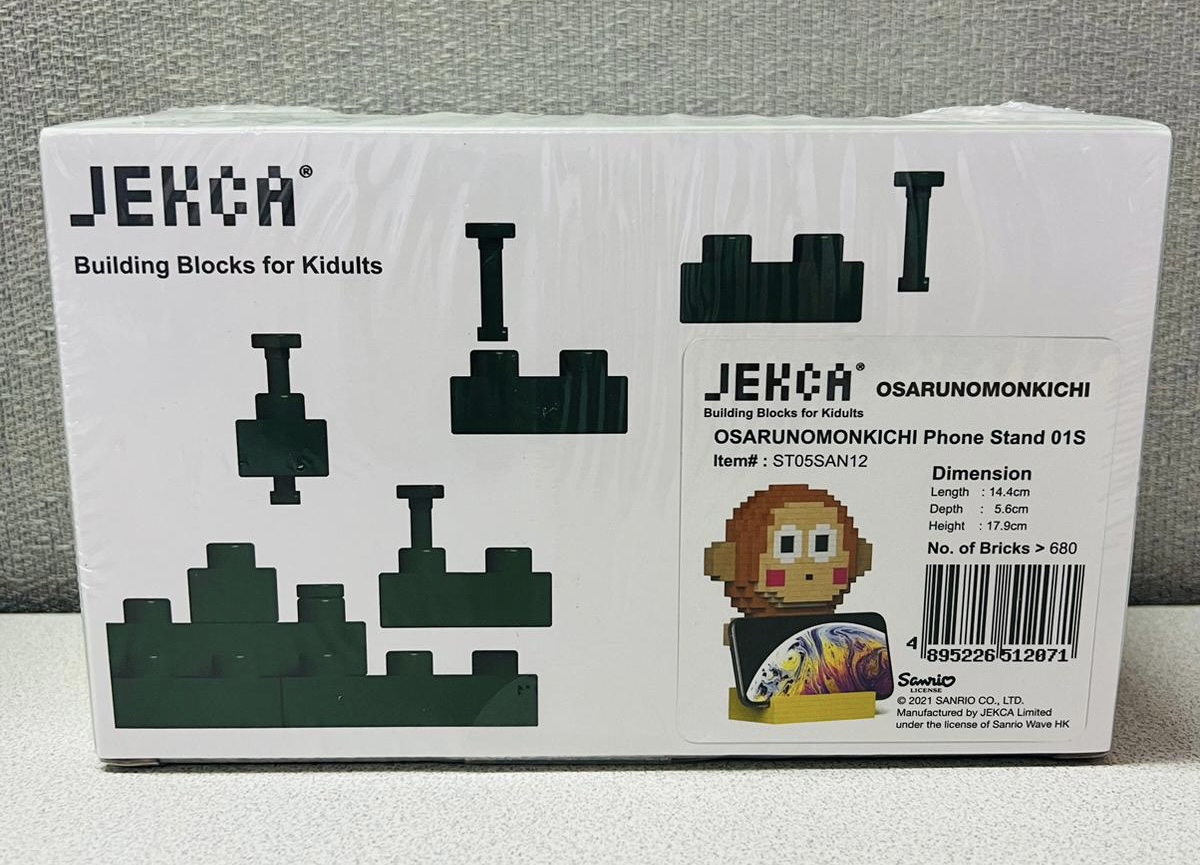 JEKCA®
Building Blocks for Kidults
JEKCA® OSARUNOMONKICHI
Building Blocks for Kidults
OSARUNOMONKICHI Phone Stand 01S
Item# : ST05SAN12
Dimension
Length : 14.4cm
Depth : 5.6cm
Height : 17.9cm
No. of Bricks > 680
4 895226 512071
Sanrio
LICENSE
© 2021 SANRIO CO., LTD.
Manufactured by JEKCA Limited
under the license of Sanrio Wave HK